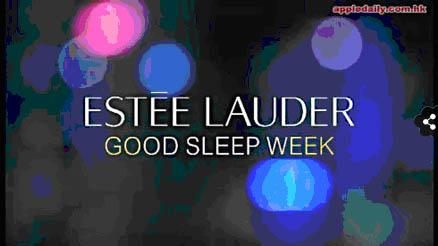 appledaily.com.hk
ESTĒE LAUDER
GOOD SLEEP WEEK